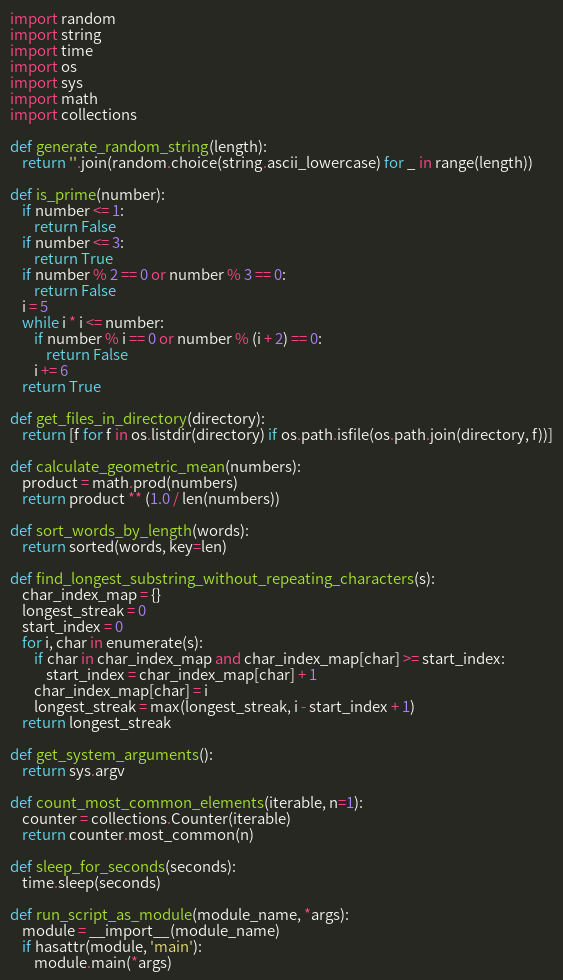 import random
import string
import time
import os
import sys
import math
import collections

def generate_random_string(length):
    return ''.join(random.choice(string.ascii_lowercase) for _ in range(length))

def is_prime(number):
    if number <= 1:
        return False
    if number <= 3:
        return True
    if number % 2 == 0 or number % 3 == 0:
        return False
    i = 5
    while i * i <= number:
        if number % i == 0 or number % (i + 2) == 0:
            return False
        i += 6
    return True

def get_files_in_directory(directory):
    return [f for f in os.listdir(directory) if os.path.isfile(os.path.join(directory, f))]

def calculate_geometric_mean(numbers):
    product = math.prod(numbers)
    return product ** (1.0 / len(numbers))

def sort_words_by_length(words):
    return sorted(words, key=len)

def find_longest_substring_without_repeating_characters(s):
    char_index_map = {}
    longest_streak = 0
    start_index = 0
    for i, char in enumerate(s):
        if char in char_index_map and char_index_map[char] >= start_index:
            start_index = char_index_map[char] + 1
        char_index_map[char] = i
        longest_streak = max(longest_streak, i - start_index + 1)
    return longest_streak

def get_system_arguments():
    return sys.argv

def count_most_common_elements(iterable, n=1):
    counter = collections.Counter(iterable)
    return counter.most_common(n)

def sleep_for_seconds(seconds):
    time.sleep(seconds)

def run_script_as_module(module_name, *args):
    module = __import__(module_name)
    if hasattr(module, 'main'):
        module.main(*args)